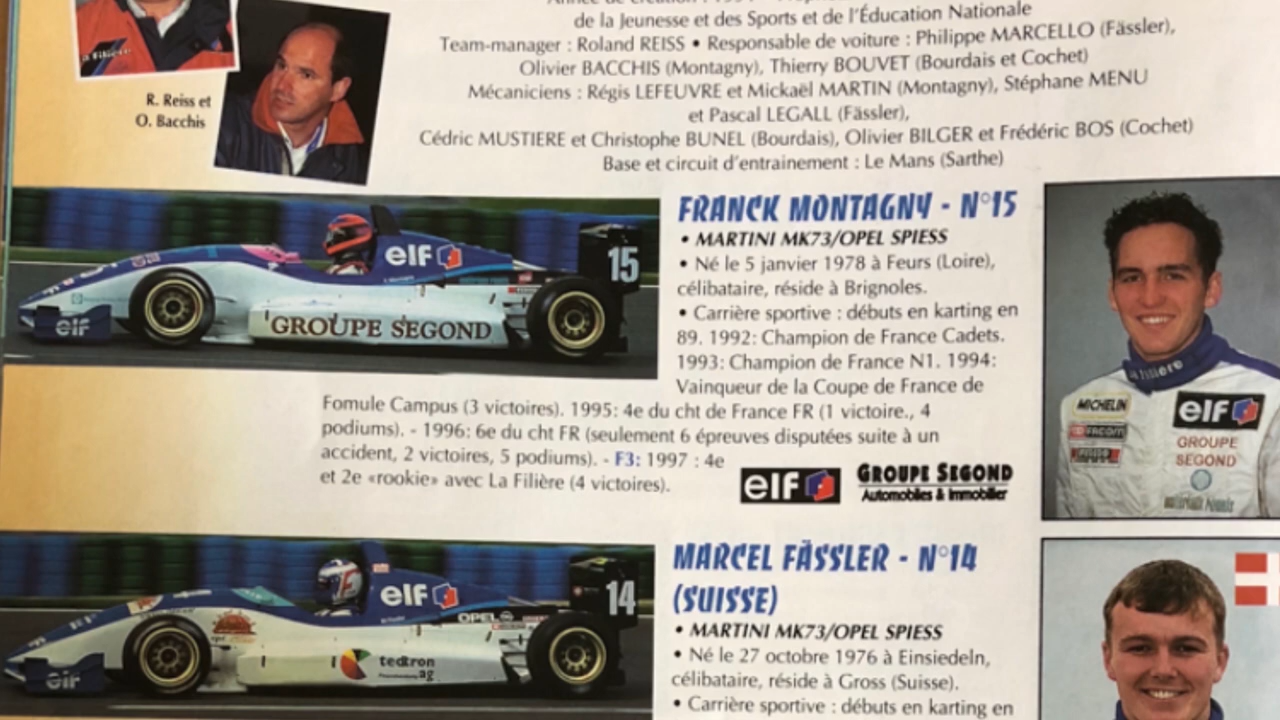 de la Jeunesse et des Sports et de l'Éducation Nationale
Team-manager : Roland REISS • Responsable de voiture : Philippe MARCELLO (Fässler),
Olivier BACCHIS (Montagny), Thierry BOUVET (Bourdais et Cochet)
Mécaniciens : Régis LEFEUVRE et Mickaël MARTIN (Montagny), Stéphane MENU
et Pascal LEGALL (Fässler),
Cédric MUSTIERE et Christophe BUNEL (Bourdais), Olivier BILGER et Frédéric BOS (Cochet)
Base et circuit d'entrainement : Le Mans (Sarthe)
R. Reiss et
O. Bacchis
FRANCK MONTAGNY - N°15
• MARTINI MK73/OPEL SPIESS
• Né le 5 janvier 1978 à Feurs (Loire),
célibataire, réside à Brignoles.
• Carrière sportive : débuts en karting en
89. 1992: Champion de France Cadets.
1993: Champion de France N1. 1994:
Vainqueur de la Coupe de France de
Fomule Campus (3 victoires). 1995: 4e du cht de France FR (1 victoire., 4
podiums). - 1996: 6e du cht FR (seulement 6 épreuves disputées suite à un
accident, 2 victoires, 5 podiums). - F3: 1997 : 4e
et 2e «rookie» avec La Filière (4 victoires).
elf
GROUPE SEGOND
Automobiles & Immobilier
elf
15
elf
GROUPE SEGOND
la filière
MICHELIN
elf
FACOM
GROUPE
SEGOND
MARCEL FÄSSLER - N°14
(SUISSE)
• MARTINI MK73/OPEL SPIESS
• Né le 27 octobre 1976 à Einsiedeln,
célibataire, réside à Gross (Suisse).
• Carrière sportive : débuts en karting en
elf
14
OPEL
elf
tedtron
ag